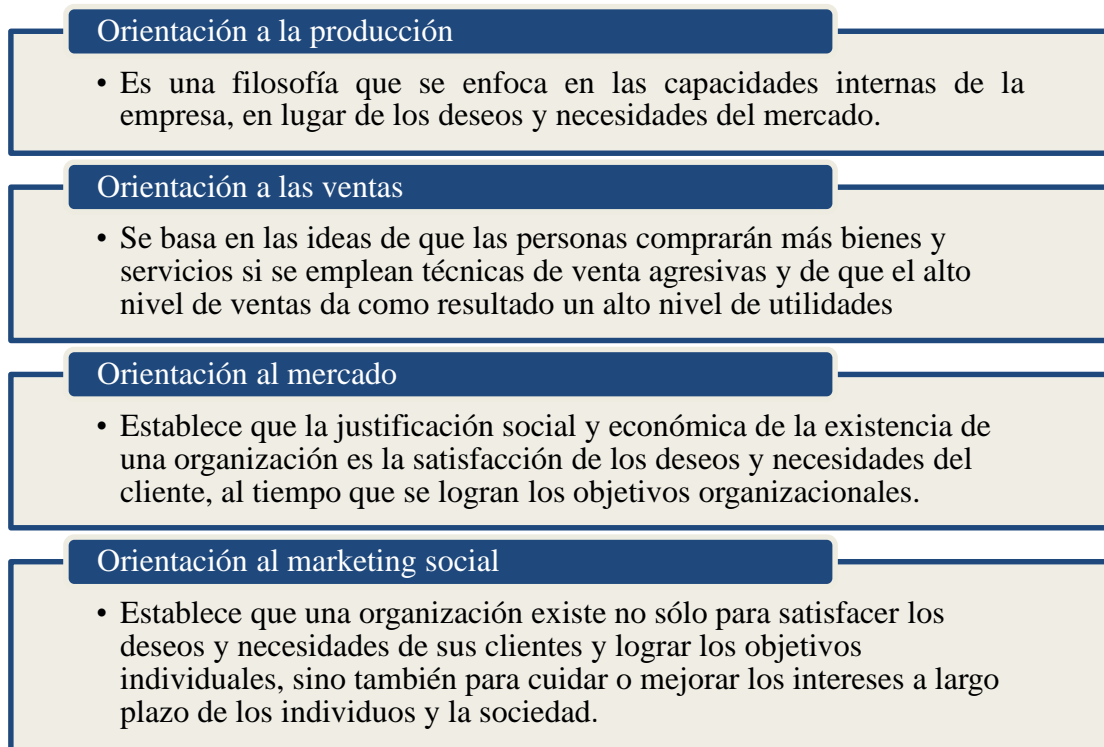 Orientación a la producción
• Es una filosofía que se enfoca en las capacidades internas de la
empresa, en lugar de los deseos y necesidades del mercado.
Orientación a las ventas
• Se basa en las ideas de que las personas comprarán más bienes y
servicios si se emplean técnicas de venta agresivas y de que el alto
nivel de ventas da como resultado un alto nivel de utilidades
Orientación al mercado
• Establece que la justificación social y económica de la existencia de
una organización es la satisfacción de los deseos y necesidades del
cliente, al tiempo que se logran los objetivos organizacionales.
Orientación al marketing social
• Establece que una organización existe no sólo para satisfacer los
deseos y necesidades de sus clientes y lograr los objetivos
individuales, sino también para cuidar o mejorar los intereses a largo
plazo de los individuos y la sociedad.